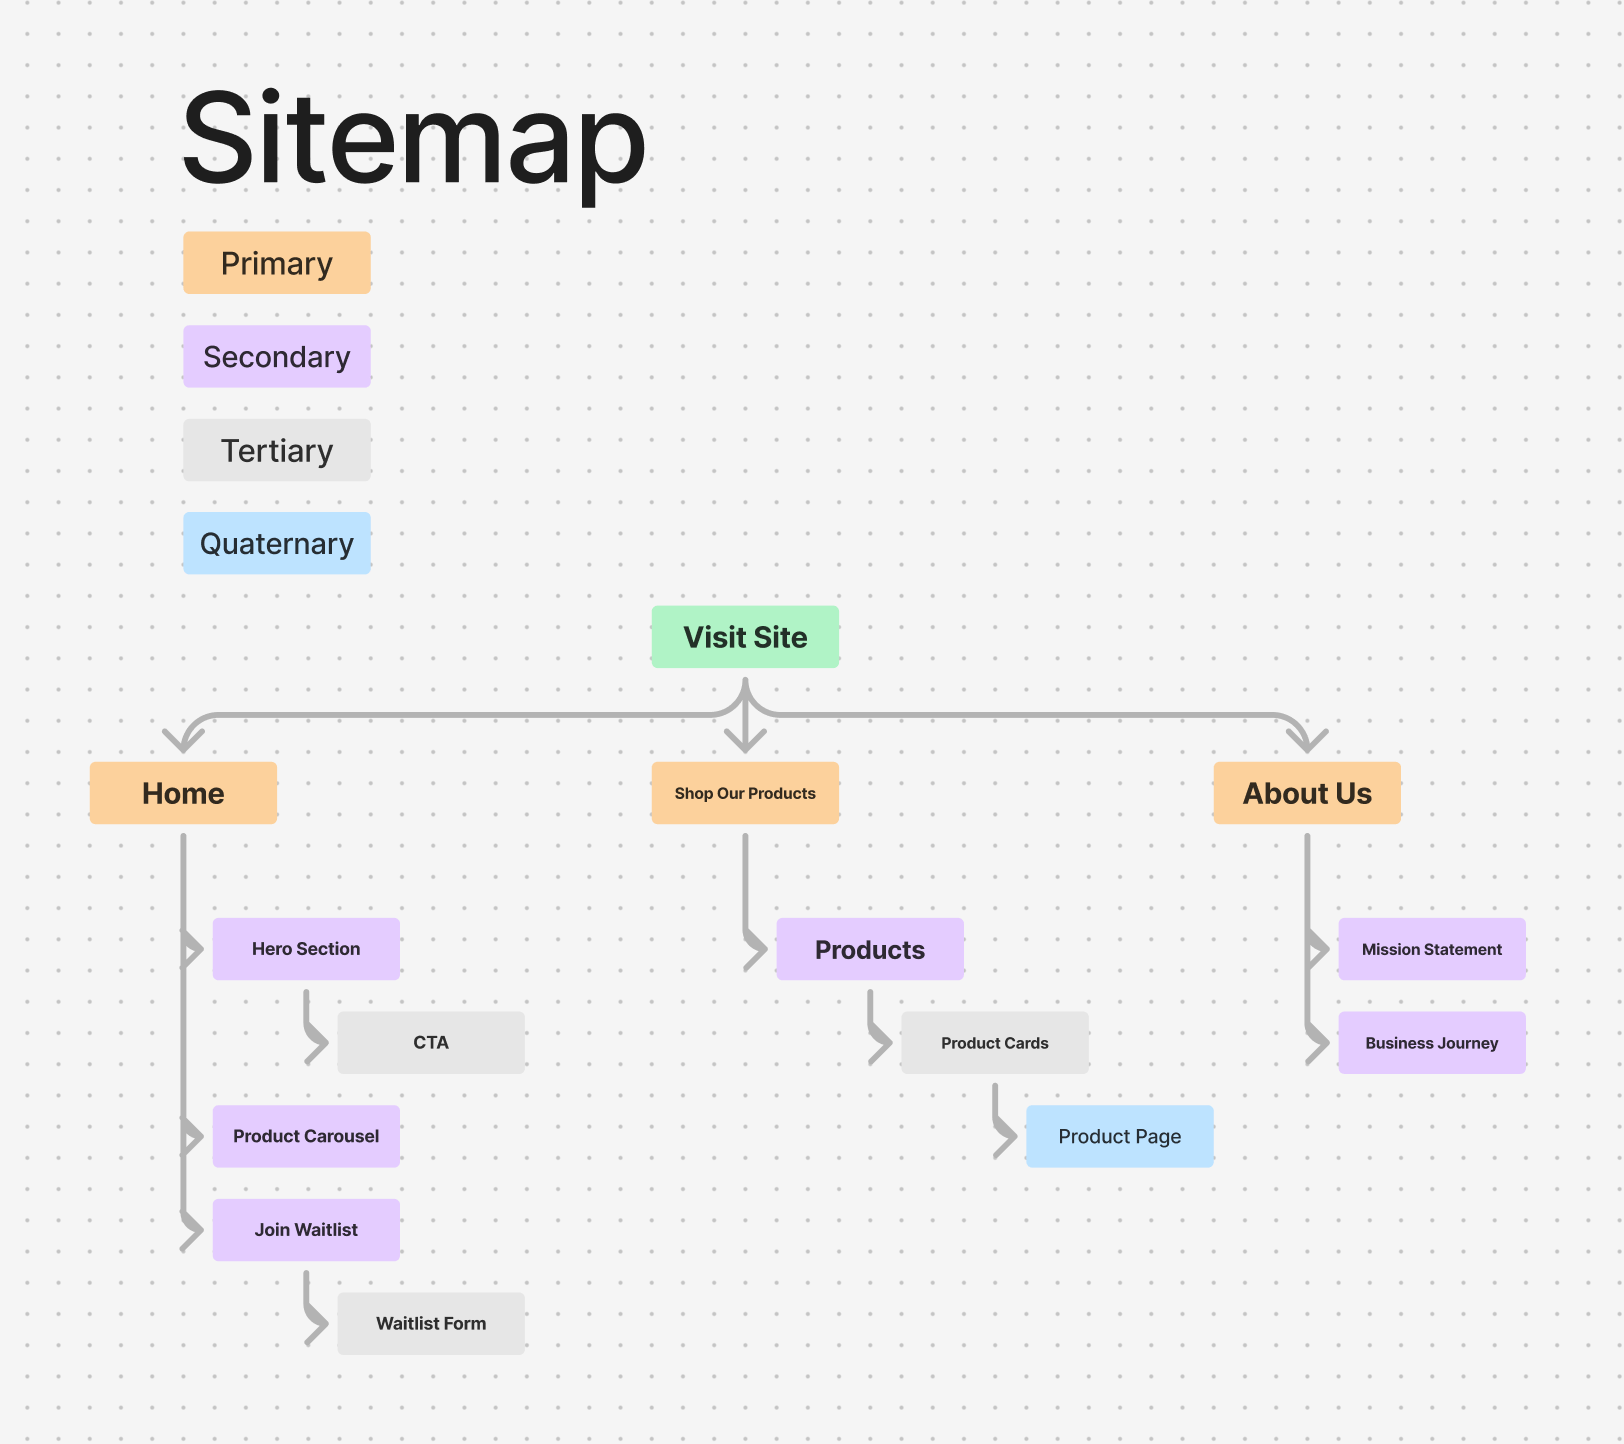 Sitemap
Primary
Secondary
Tertiary
Quaternary
Visit Site
Home
Shop Our Products
About Us
Hero Section
Products
Mission Statement
CTA
Product Cards
Business Journey
Product Carousel
Product Page
Join Waitlist
Waitlist Form